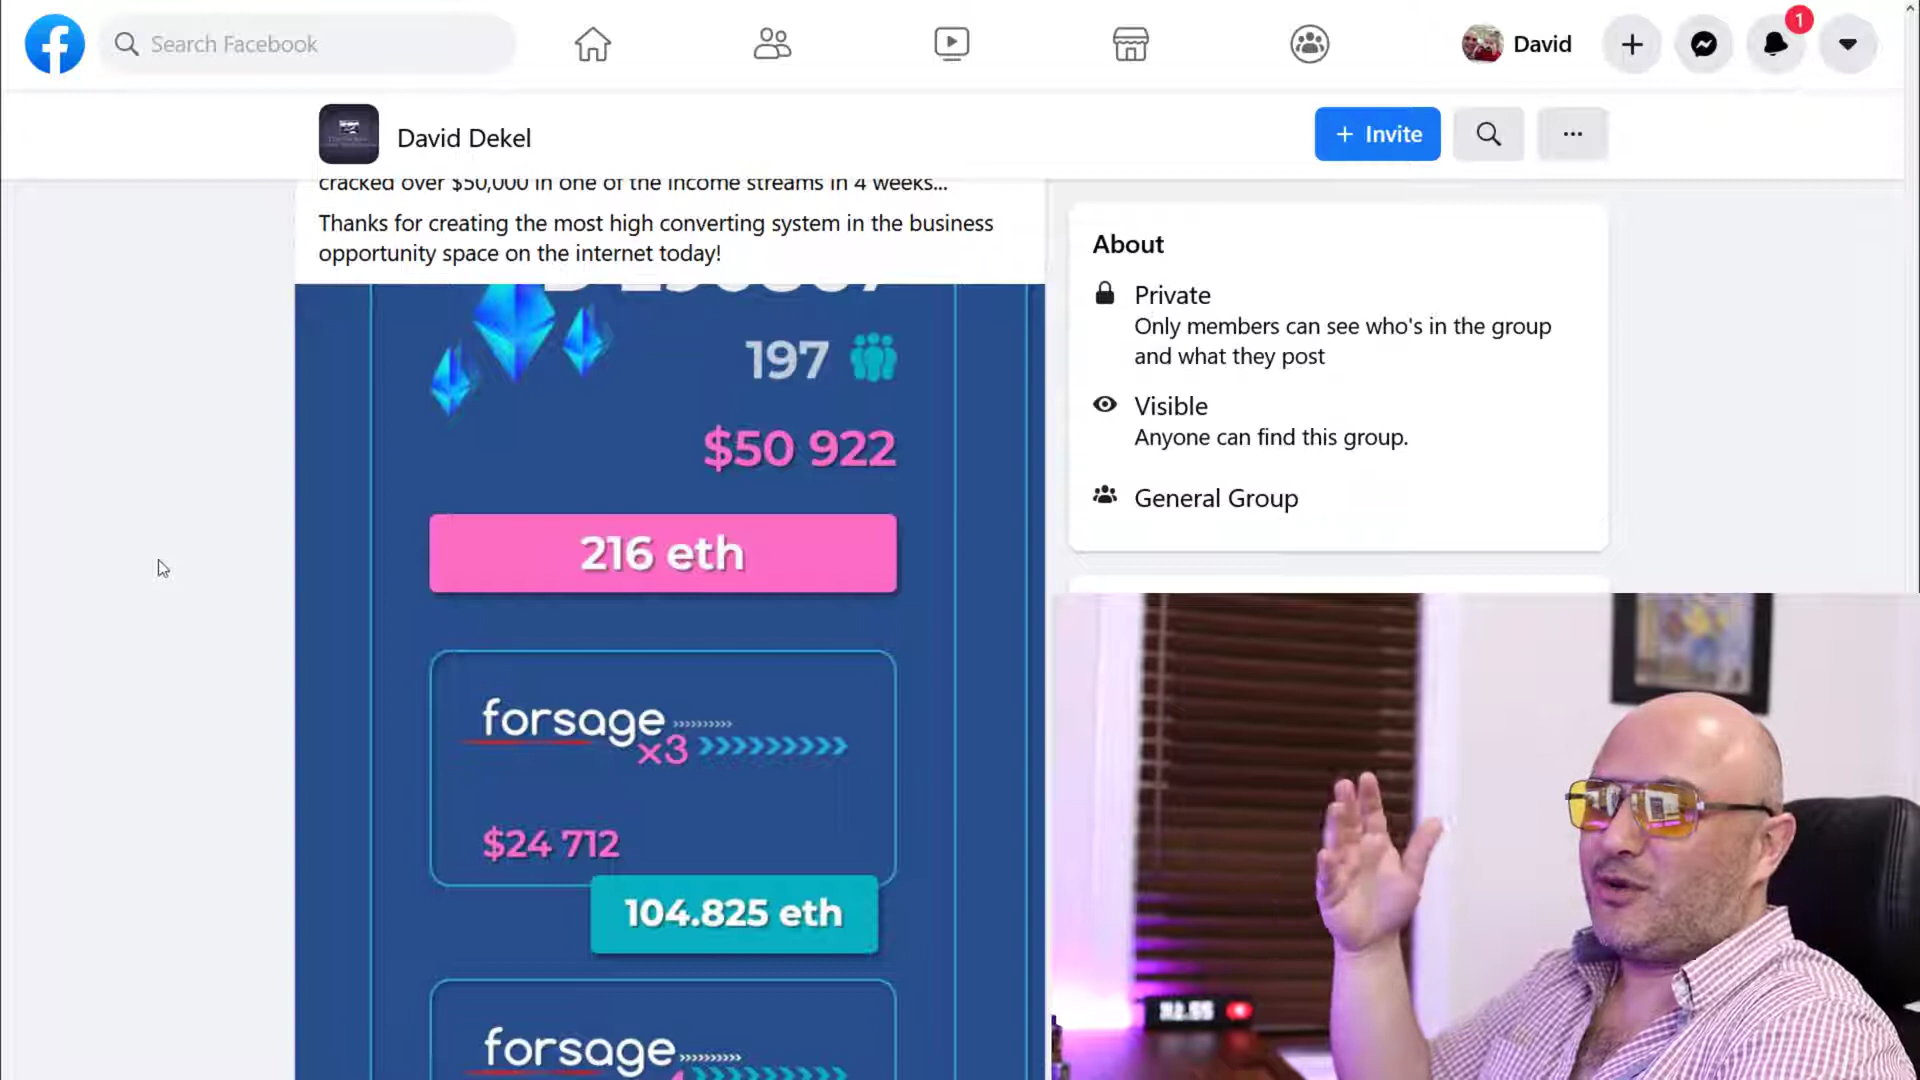 Search Facebook
David
1
David Dekel
+ Invite
cracked over $50,000 in one of the income streams in 4 weeks...
Thanks for creating the most high converting system in the business
opportunity space on the internet today!
197
$50 922
216 eth
forsage
x3
$24 712
104.825 eth
forsage
About
Private
Only members can see who's in the group
and what they post
Visible
Anyone can find this group.
General Group